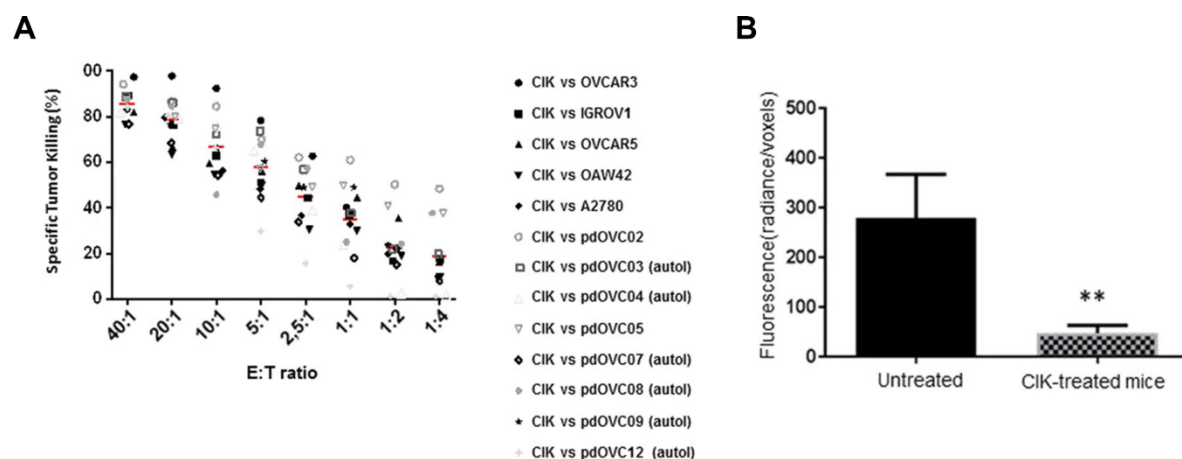 A
Specific Tumor Killing (%)
00
80
60
40
20
0
40:1
20:1
10:1
5:1
2,5:1
1:1
1:2
1:4
E:T ratio
CIK vs OVCAR3
CIK vs IGROV1
CIK vs OVCAR5
CIK vs OAW42
CIK vs A2780
CIK vs pdOVC02
CIK vs pdOVC03 (autol)
CIK vs pdOVC04 (autol)
CIK vs pdOVC05
CIK vs pdOVC07 (autol)
CIK vs pdOVC08 (autol)
CIK vs pdOVC09 (autol)
CIK vs pdOVC12 (autol)
B
Fluorescence(radiance/voxels)
500
400
300
200
100
0
**
Untreated
CIK-treated mice